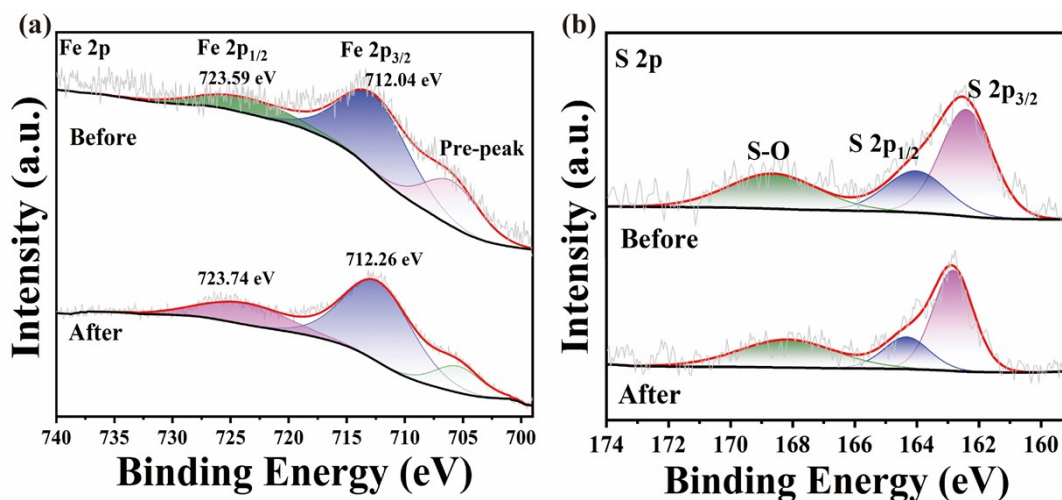 (a)
Fe 2p
Fe 2p1/2
Fe 2p3/2
723.59 eV
712.04 eV
Before
Pre-peak
723.74 eV
712.26 eV
After
740 735 730 725 720 715 710 705 700
Binding Energy (eV)
Intensity (a.u.)
(b)
S 2p
S 2p3/2
S-O
S 2p1/2
Before
After
174 172 170 168 166 164 162 160
Binding Energy (eV)
Intensity (a.u.)